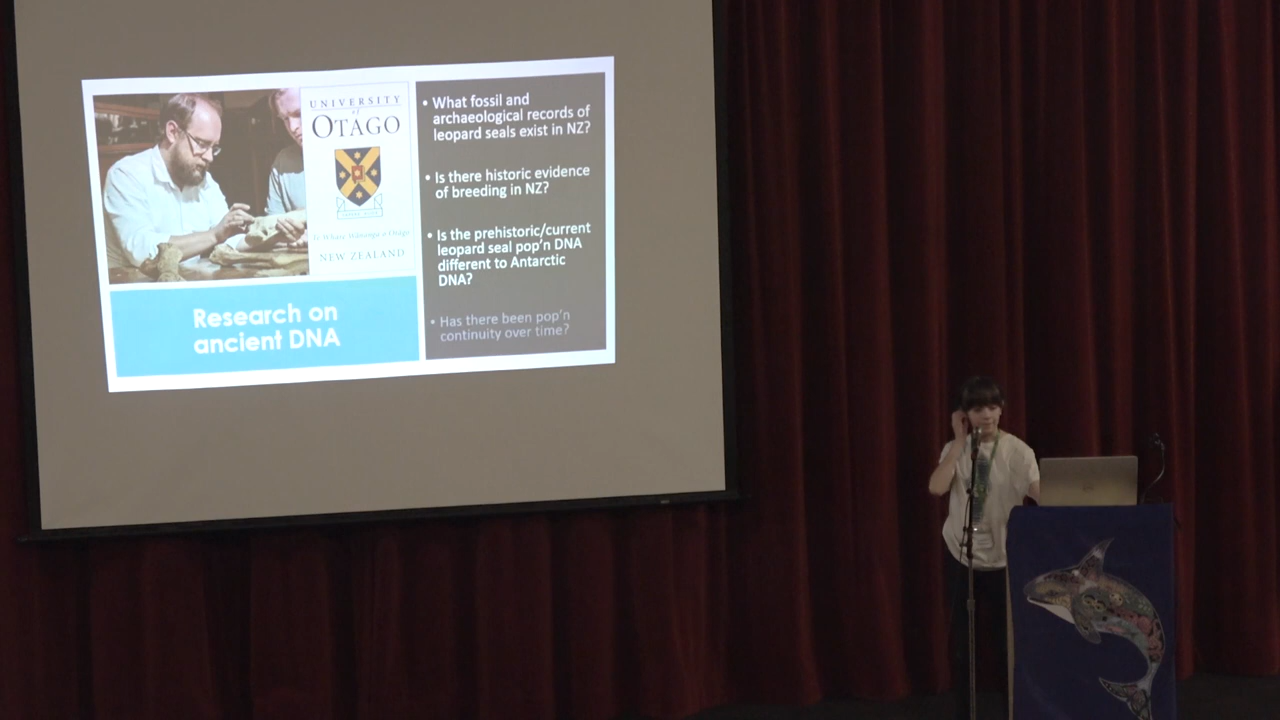 UNIVERSITY
of
OTAGO
Te Whare Wānanga o Otāgo
NEW ZEALAND
Research on
ancient DNA
• What fossil and
archaeological records of
leopard seals exist in NZ?
• Is there historic evidence
of breeding in NZ?
• Is the prehistoric/current
leopard seal pop'n DNA
different to Antarctic
DNA?
• Has there been pop'n
continuity over time?